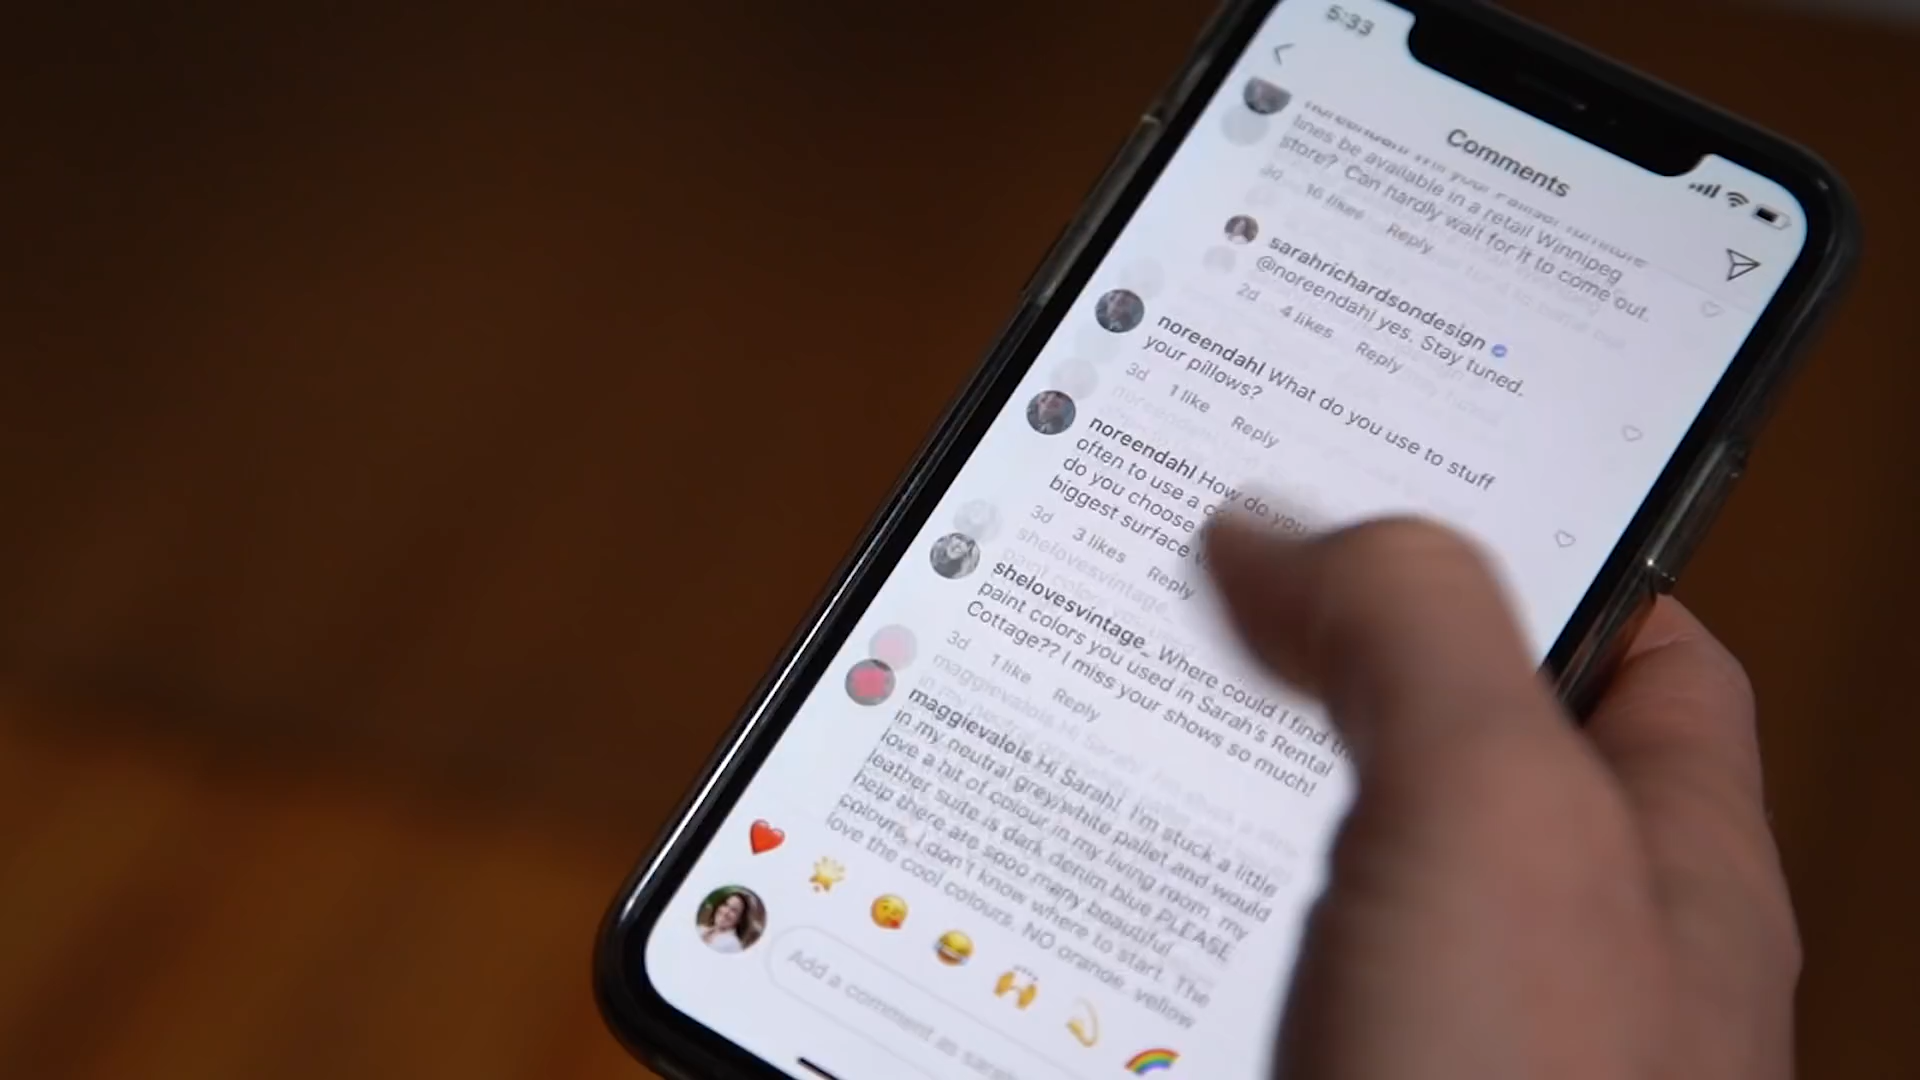 5:33
Comments
lines be available in a retail Winnipeg
store? Can hardly wait for it to come out.
3d 16 likes Reply
sarahrichardsondesign
@noreendahl yes. Stay tuned.
2d 4 likes Reply
noreendahl What do you use to stuff
your pillows?
3d 1 like Reply
noreendahl How do you
often to use a
do you choose
biggest surface
3d 3 likes Reply
shelovesvintage_ Where could I find
paint colors you used in Sarah's Rental
Cottage?? I miss your shows so much!
3d 1 like Reply
maggievalois Hi Sarah! I'm stuck a little
in my neutral grey/white pallet and would
love a hit of colour in my living room, my
leather suite is dark denim blue PLEASE
help there are sooo many beautiful
colours, I don't know where to start. The
love the cool colours, NO orange, yellow
Add a comment as